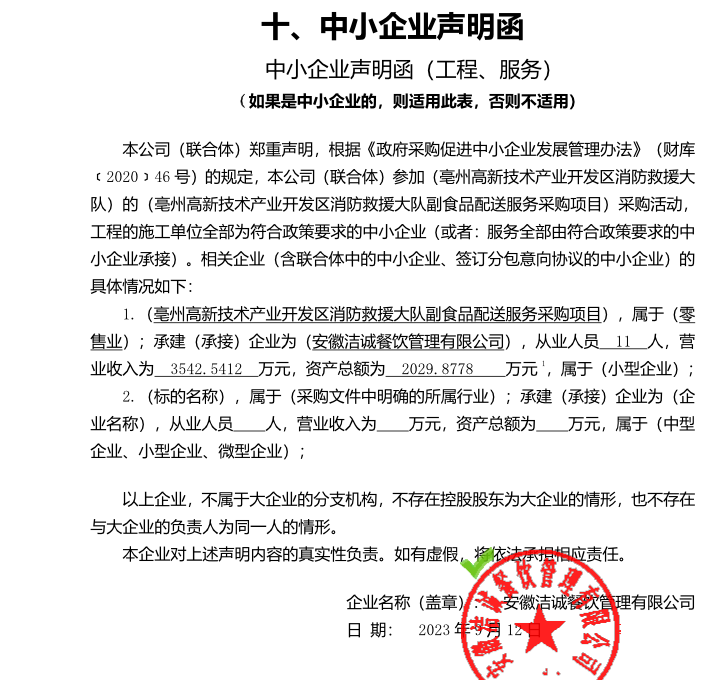 十、中小企业声明函
中小企业声明函（工程、服务）
（如果是中小企业的，则适用此表，否则不适用）
本公司（联合体）郑重声明，根据《政府采购促进中小企业发展管理办法》（财库
﹝2020﹞46 号）的规定，本公司（联合体）参加（亳州高新技术产业开发区消防救援大
队）的（亳州高新技术产业开发区消防救援大队副食品配送服务采购项目）采购活动，
工程的施工单位全部为符合政策要求的中小企业（或者：服务全部由符合政策要求的中
小企业承接）。相关企业（含联合体中的中小企业、签订分包意向协议的中小企业）的
具体情况如下：
1. （亳州高新技术产业开发区消防救援大队副食品配送服务采购项目），属于（零
售业）；承建（承接）企业为（安徽洁诚餐饮管理有限公司），从业人员 11 人，营
业收入为 3542.5412 万元，资产总额为 2029.8778 万元1，属于（小型企业）；
2. （标的名称），属于（采购文件中明确的所属行业）；承建（承接）企业为（企
业名称），从业人员____人，营业收入为____万元，资产总额为____万元，属于（中型
企业、小型企业、微型企业）；
以上企业，不属于大企业的分支机构，不存在控股股东为大企业的情形，也不存在
与大企业的负责人为同一人的情形。
本企业对上述声明内容的真实性负责。如有虚假，将依法承担相应责任。
企业名称（盖章）：安徽洁诚餐饮管理有限公司
日 期： 2023 年 9 月 12 日
安徽洁诚餐饮管理有限公司